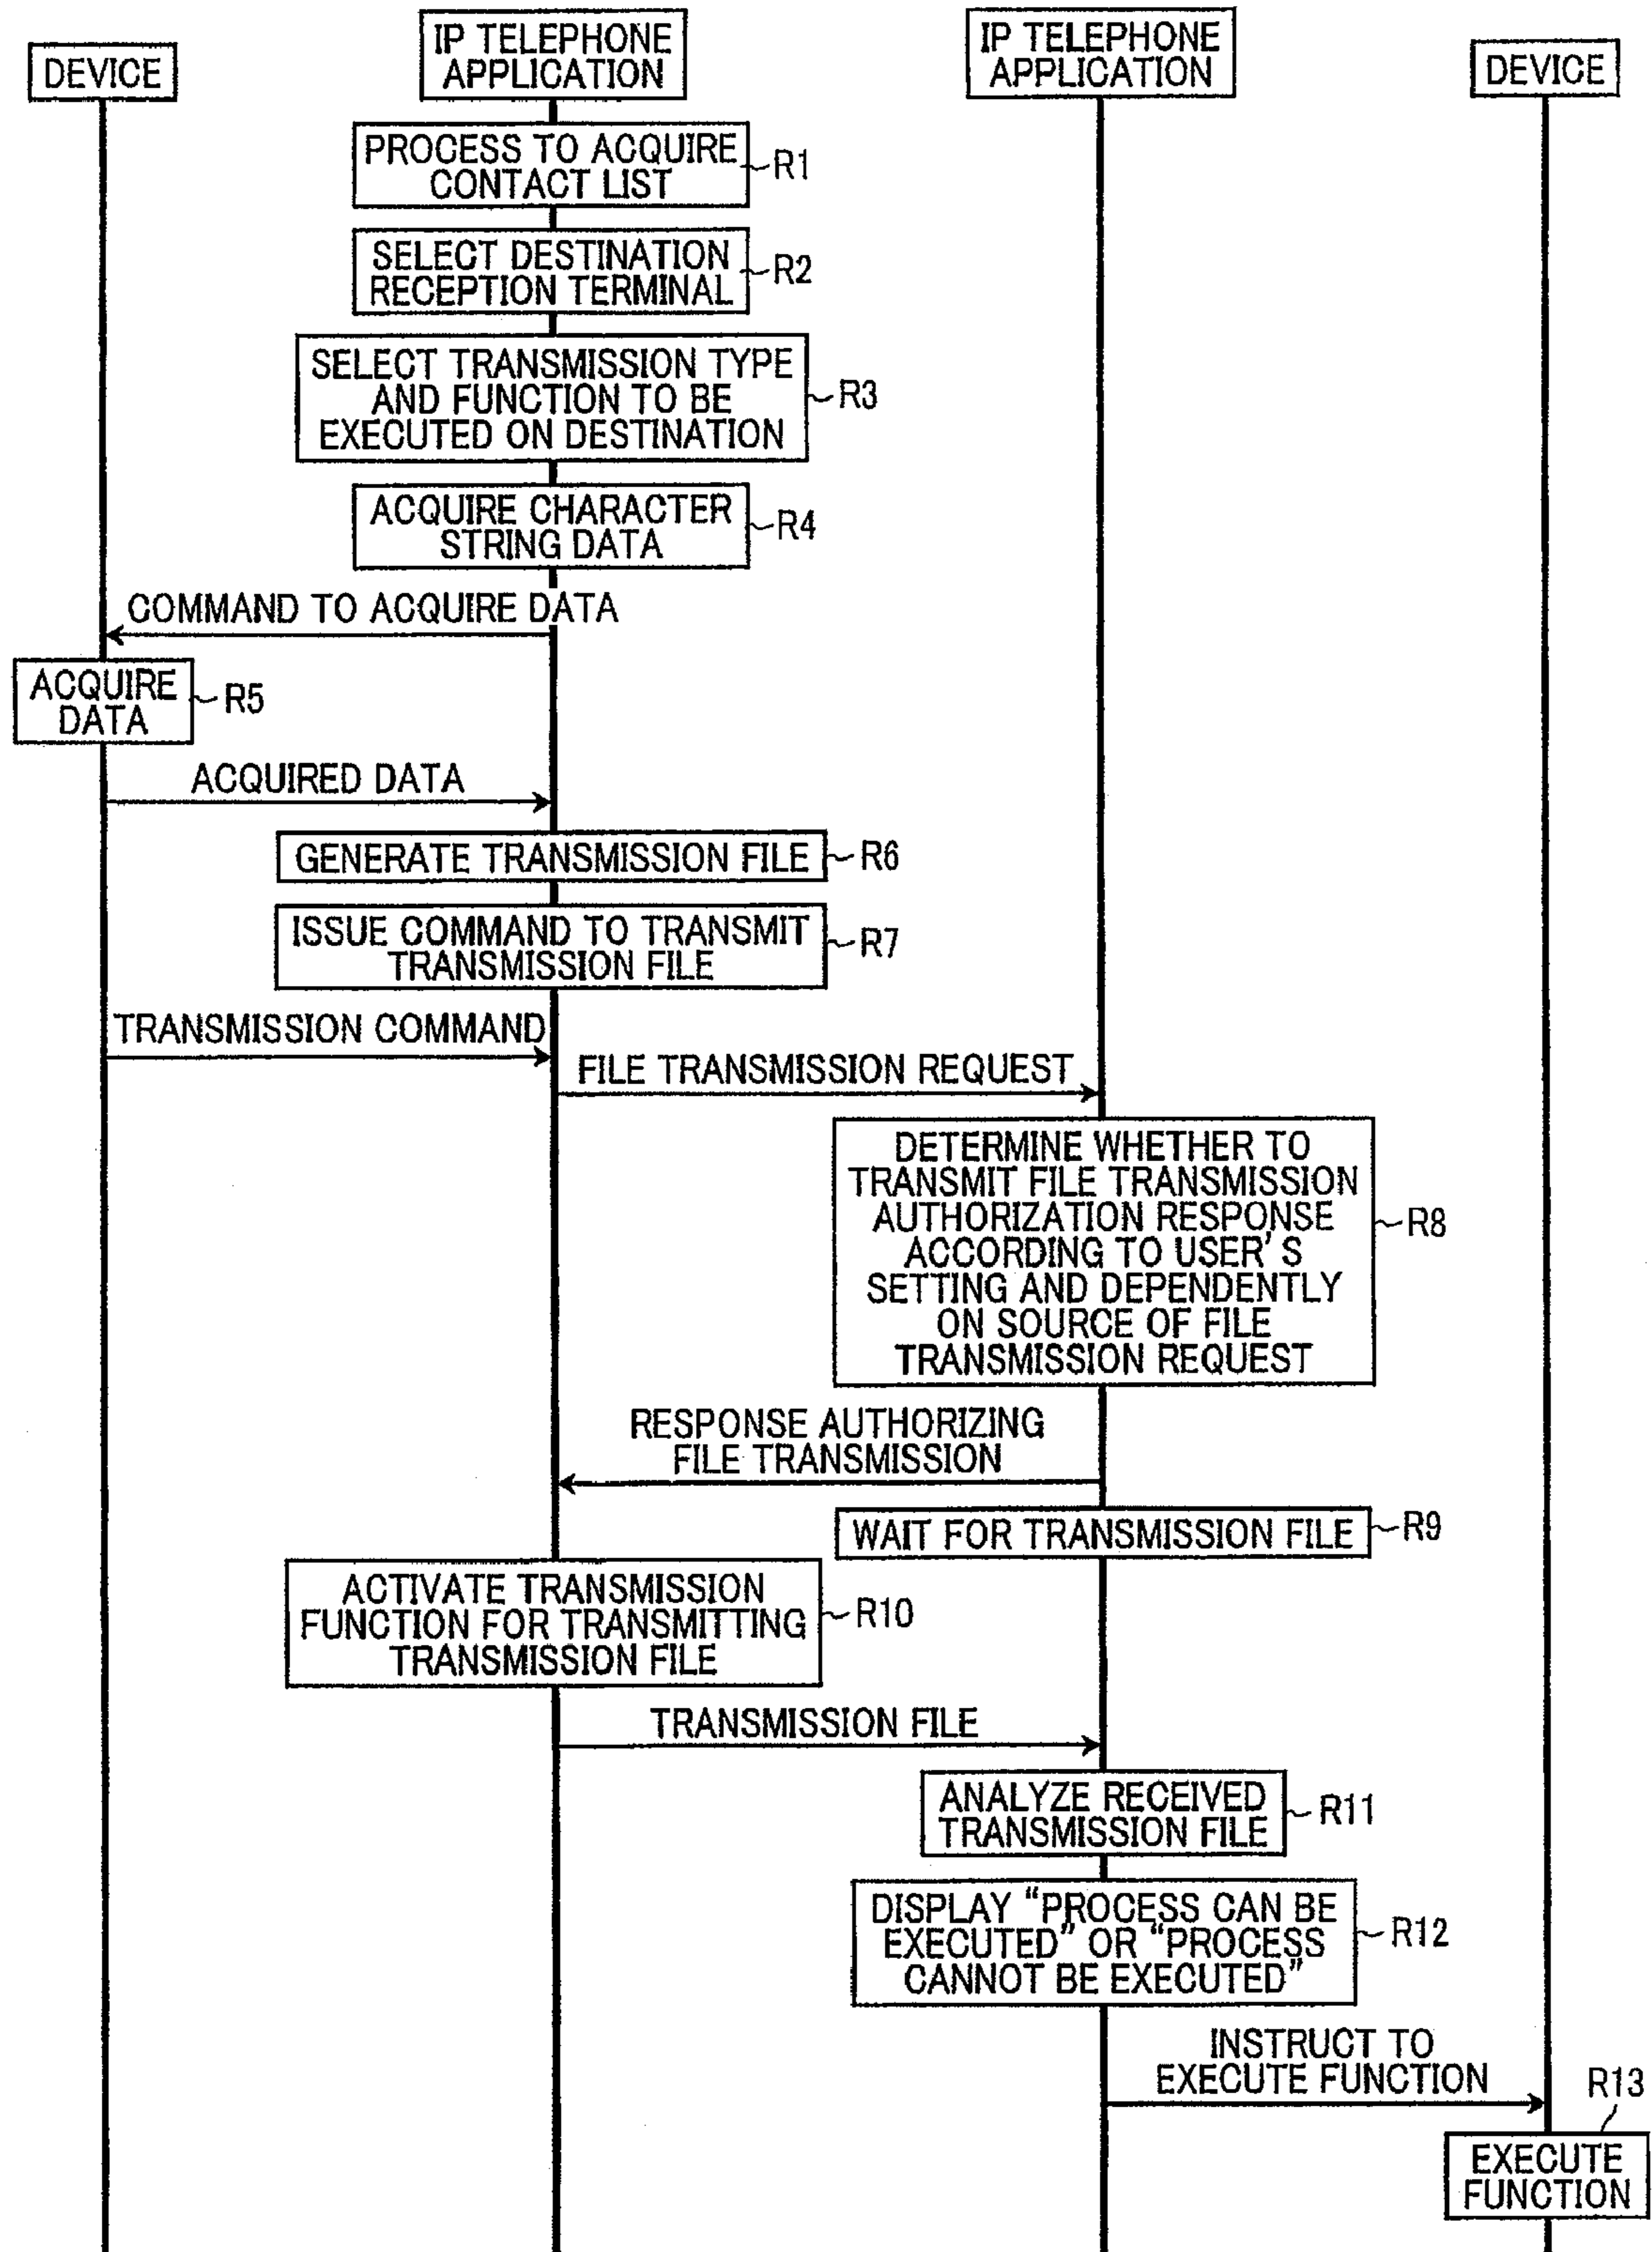 DEVICE
IP TELEPHONE
APPLICATION
IP TELEPHONE
APPLICATION
DEVICE
PROCESS TO ACQUIRE
CONTACT LIST
R1
SELECT DESTINATION
RECEPTION TERMINAL
R2
SELECT TRANSMISSION TYPE
AND FUNCTION TO BE
EXECUTED ON DESTINATION
R3
ACQUIRE CHARACTER
STRING DATA
R4
COMMAND TO ACQUIRE DATA
ACQUIRE
DATA
R5
ACQUIRED DATA
GENERATE TRANSMISSION FILE
R6
ISSUE COMMAND TO TRANSMIT
TRANSMISSION FILE
R7
TRANSMISSION COMMAND
FILE TRANSMISSION REQUEST
DETERMINE WHETHER TO
TRANSMIT FILE TRANSMISSION
AUTHORIZATION RESPONSE
ACCORDING TO USER'S
SETTING AND DEPENDENTLY
ON SOURCE OF FILE
TRANSMISSION REQUEST
R8
RESPONSE AUTHORIZING
FILE TRANSMISSION
WAIT FOR TRANSMISSION FILE
R9
ACTIVATE TRANSMISSION
FUNCTION FOR TRANSMITTING
TRANSMISSION FILE
R10
TRANSMISSION FILE
ANALYZE RECEIVED
TRANSMISSION FILE
R11
DISPLAY “PROCESS CAN BE
EXECUTED” OR “PROCESS
CANNOT BE EXECUTED”
R12
INSTRUCT TO
EXECUTE FUNCTION
R13
EXECUTE
FUNCTION